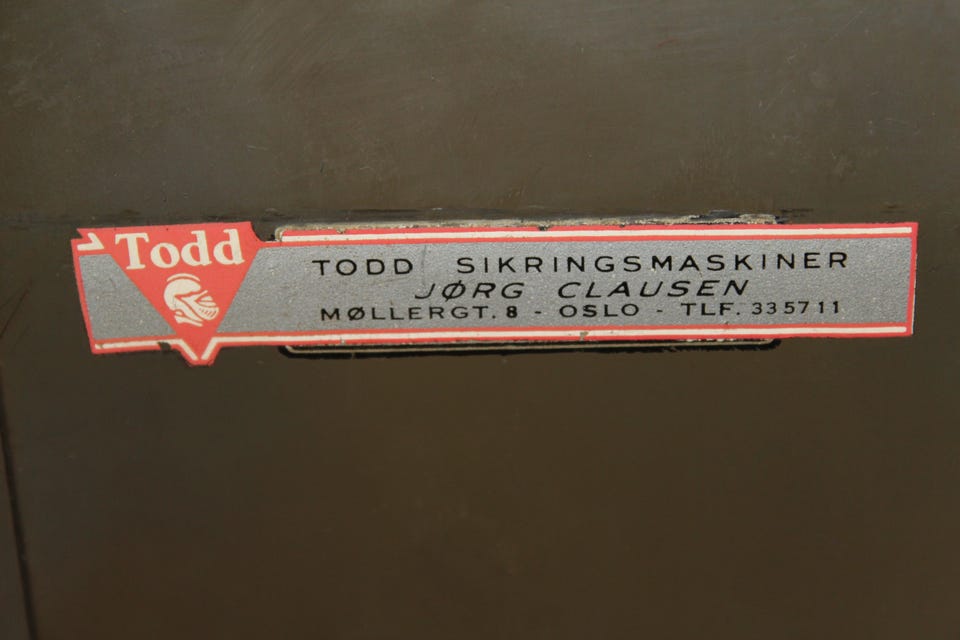 Todd
TODD SIKRINGSMASKINER
JØRG CLAUSEN
MØLLERGT. 8 - OSLO - TLF. 335711